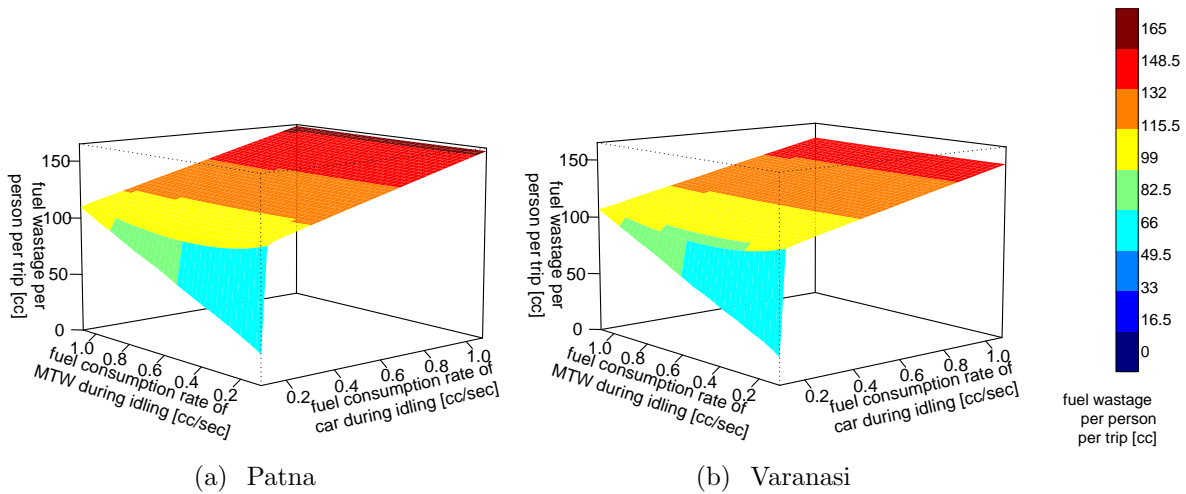 150
100
50
0
fuel wastage per
person per trip [cc]
1.0
0.8
0.6
0.4
0.2
fuel consumption rate of
MTW during idling [cc/sec]
0.2
0.4
0.6
0.8
1.0
fuel consumption rate of
car during idling [cc/sec]
(a) Patna
150
100
50
0
fuel wastage per
person per trip [cc]
1.0
0.8
0.6
0.4
0.2
fuel consumption rate of
MTW during idling [cc/sec]
0.2
0.4
0.6
0.8
1.0
fuel consumption rate of
car during idling [cc/sec]
(b) Varanasi
165
148.5
132
115.5
99
82.5
66
49.5
33
16.5
0
fuel wastage
per person
per trip [cc]